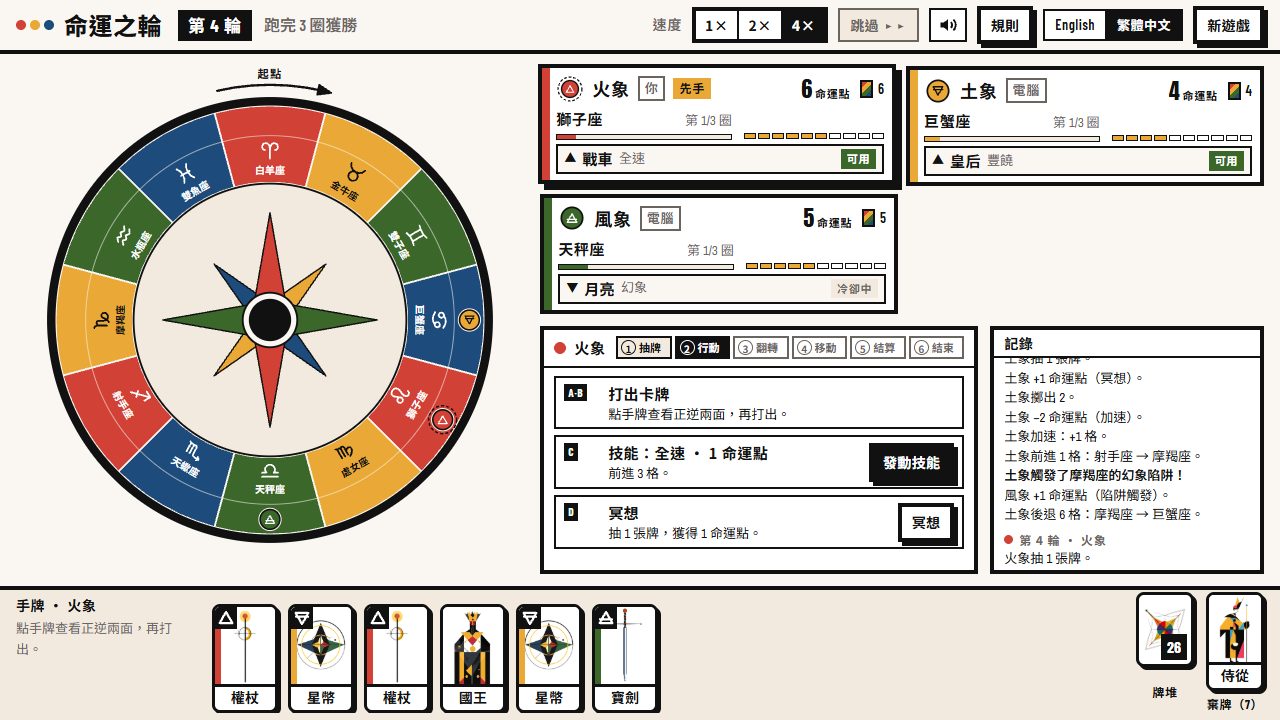 命運之輪 第 4 輪 跑完 3 圈獲勝 速度 1× 2× 4× 跳過 ▸▸ 規則 English 繁體中文 新遊戲
起點
白羊座
金牛座
雙子座
巨蟹座
獅子座
處女座
天秤座
天蠍座
射手座
摩羯座
水瓶座
雙魚座
火象 你 先手 6 命運點 6
獅子座 第 1/3 圈
▲ 戰車 全速 可用
土象 電腦 4 命運點 4
巨蟹座 第 1/3 圈
▲ 皇后 豐饒 可用
風象 電腦 5 命運點 5
天秤座 第 1/3 圈
▼ 月亮 幻象 冷卻中
火象 1 抽牌 2 行動 3 翻轉 4 移動 5 結算 6 結束
A·B 打出卡牌
點手牌查看正逆兩面，再打出。
C 技能：全速 · 1 命運點 發動技能
前進 3 格。
D 冥想 冥想
抽 1 張牌，獲得 1 命運點。
記錄
土象抽 1 張牌。
土象 +1 命運點（冥想）。
土象擲出 2。
土象 −2 命運點（加速）。
土象加速：+1 格。
土象前進 1 格：射手座 → 摩羯座。
土象觸發了摩羯座的幻象陷阱！
風象 +1 命運點（陷阱觸發）。
土象後退 6 格：摩羯座 → 巨蟹座。
第 4 輪 · 火象
火象抽 1 張牌。
手牌 · 火象
點手牌查看正逆兩面，再打
出。
權杖 星幣 權杖 國王 星幣 寶劍
26
牌堆
侍從
棄牌（7）